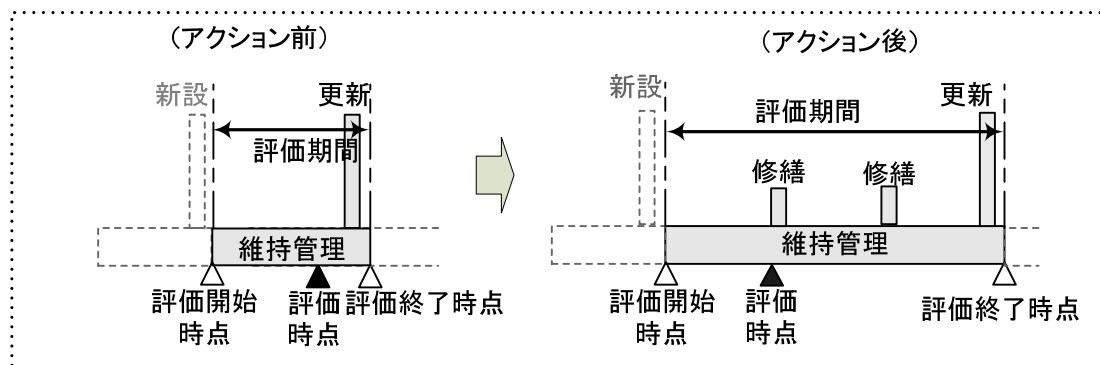 （アクション前）
新設
更新
評価期間
維持管理
評価開始
時点
評価
時点
評価終了時点
（アクション後）
新設
更新
評価期間
修繕
修繕
維持管理
評価開始
時点
評価
時点
評価終了時点